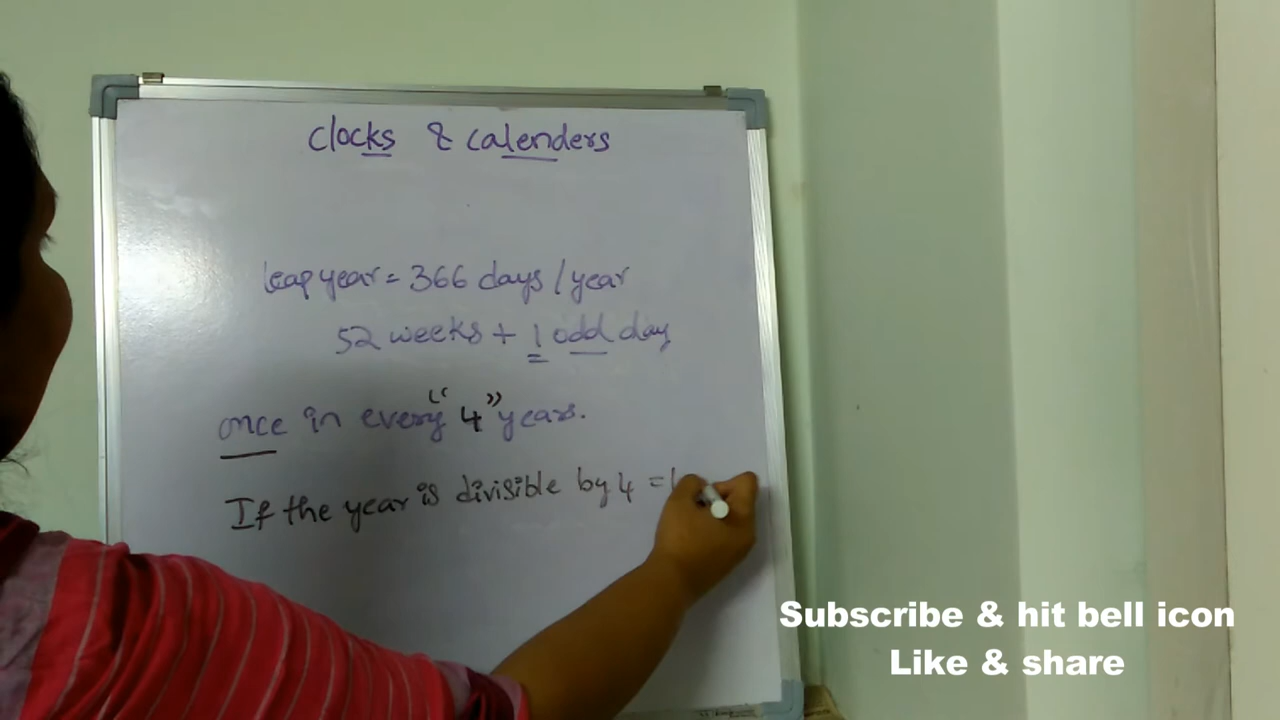 clocks & calenders
leap year = 366 days / year
52 weeks + 1 odd day
once in every "4" years.
If the year is divisible by 4 = l
Subscribe & hit bell icon
Like & share